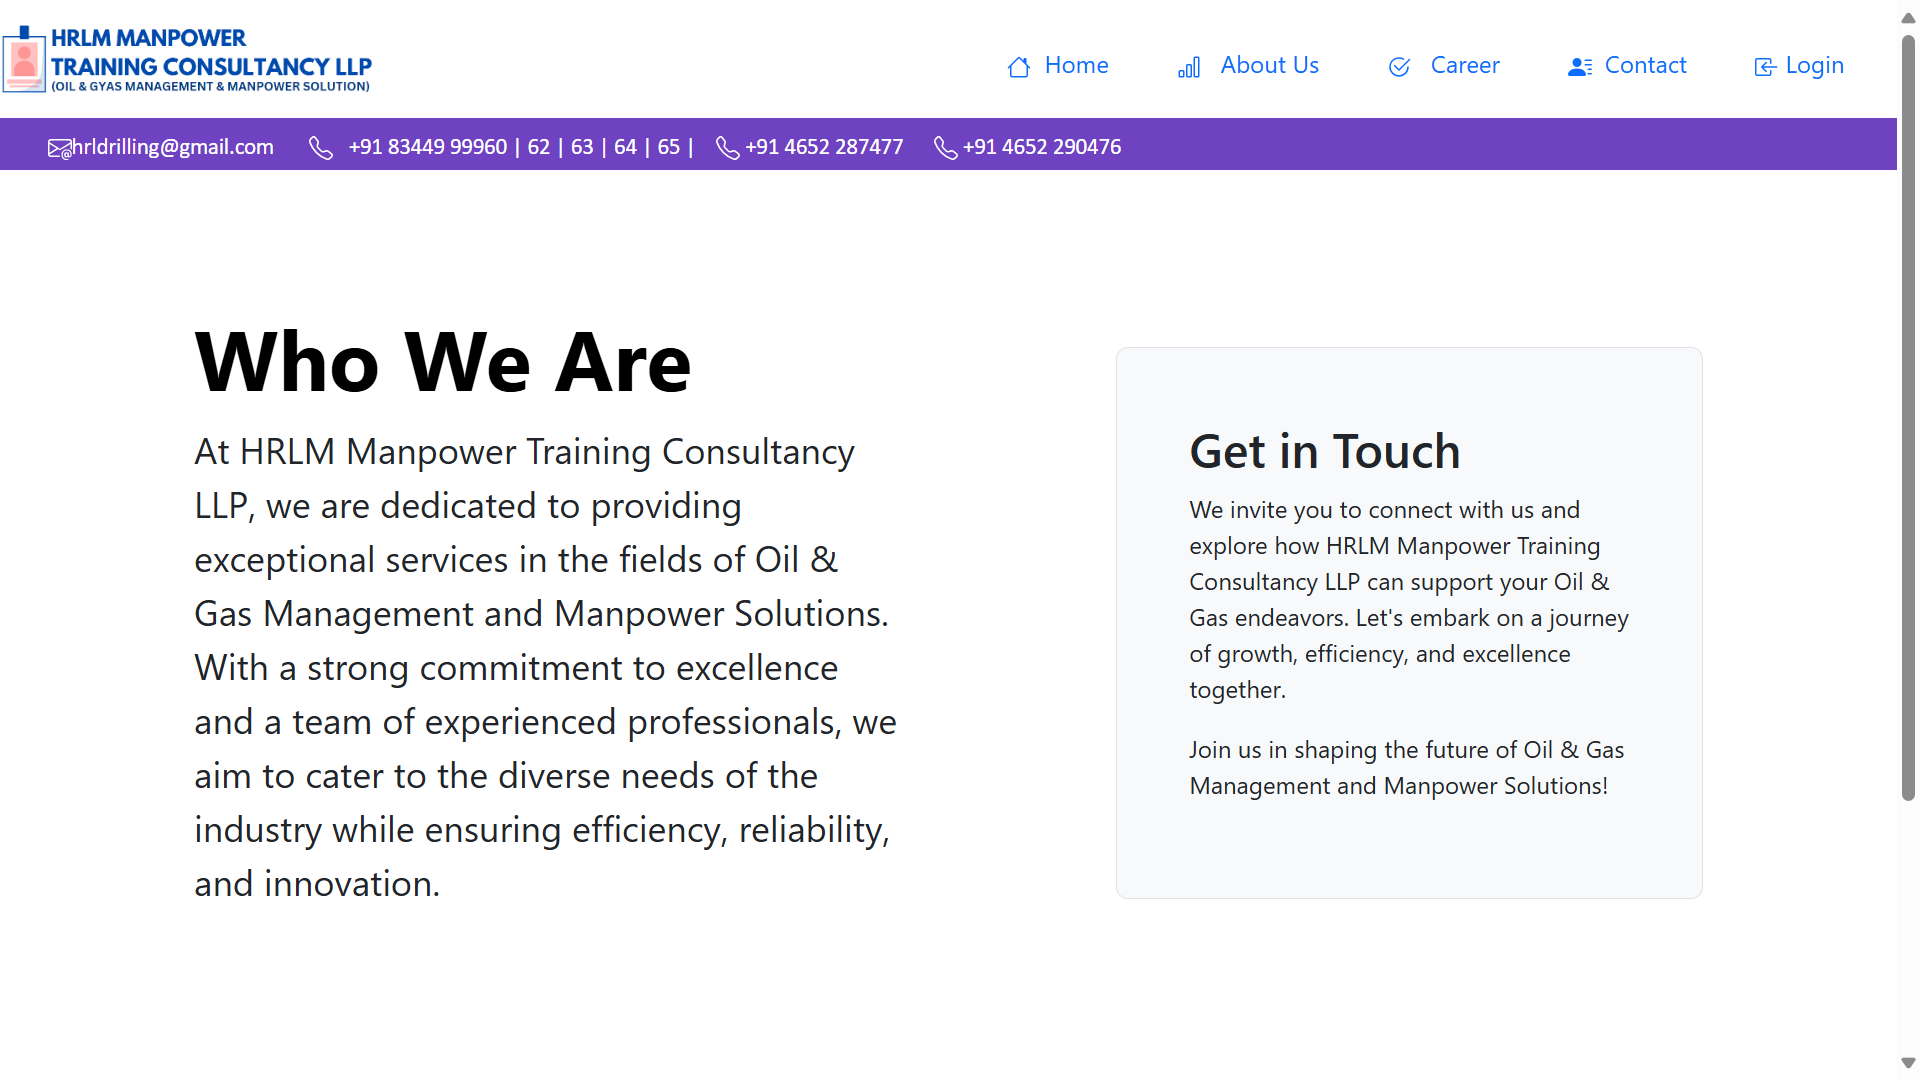 HRLM MANPOWER
TRAINING CONSULTANCY LLP
(OIL & GYAS MANAGEMENT & MANPOWER SOLUTION)
Home
About Us
Career
Contact
Login
hrldrilling@gmail.com
+91 83449 99960 | 62 | 63 | 64 | 65 |
+91 4652 287477
+91 4652 290476
Who We Are
At HRLM Manpower Training Consultancy
LLP, we are dedicated to providing
exceptional services in the fields of Oil &
Gas Management and Manpower Solutions.
With a strong commitment to excellence
and a team of experienced professionals, we
aim to cater to the diverse needs of the
industry while ensuring efficiency, reliability,
and innovation.
Get in Touch
We invite you to connect with us and
explore how HRLM Manpower Training
Consultancy LLP can support your Oil &
Gas endeavors. Let's embark on a journey
of growth, efficiency, and excellence
together.
Join us in shaping the future of Oil & Gas
Management and Manpower Solutions!